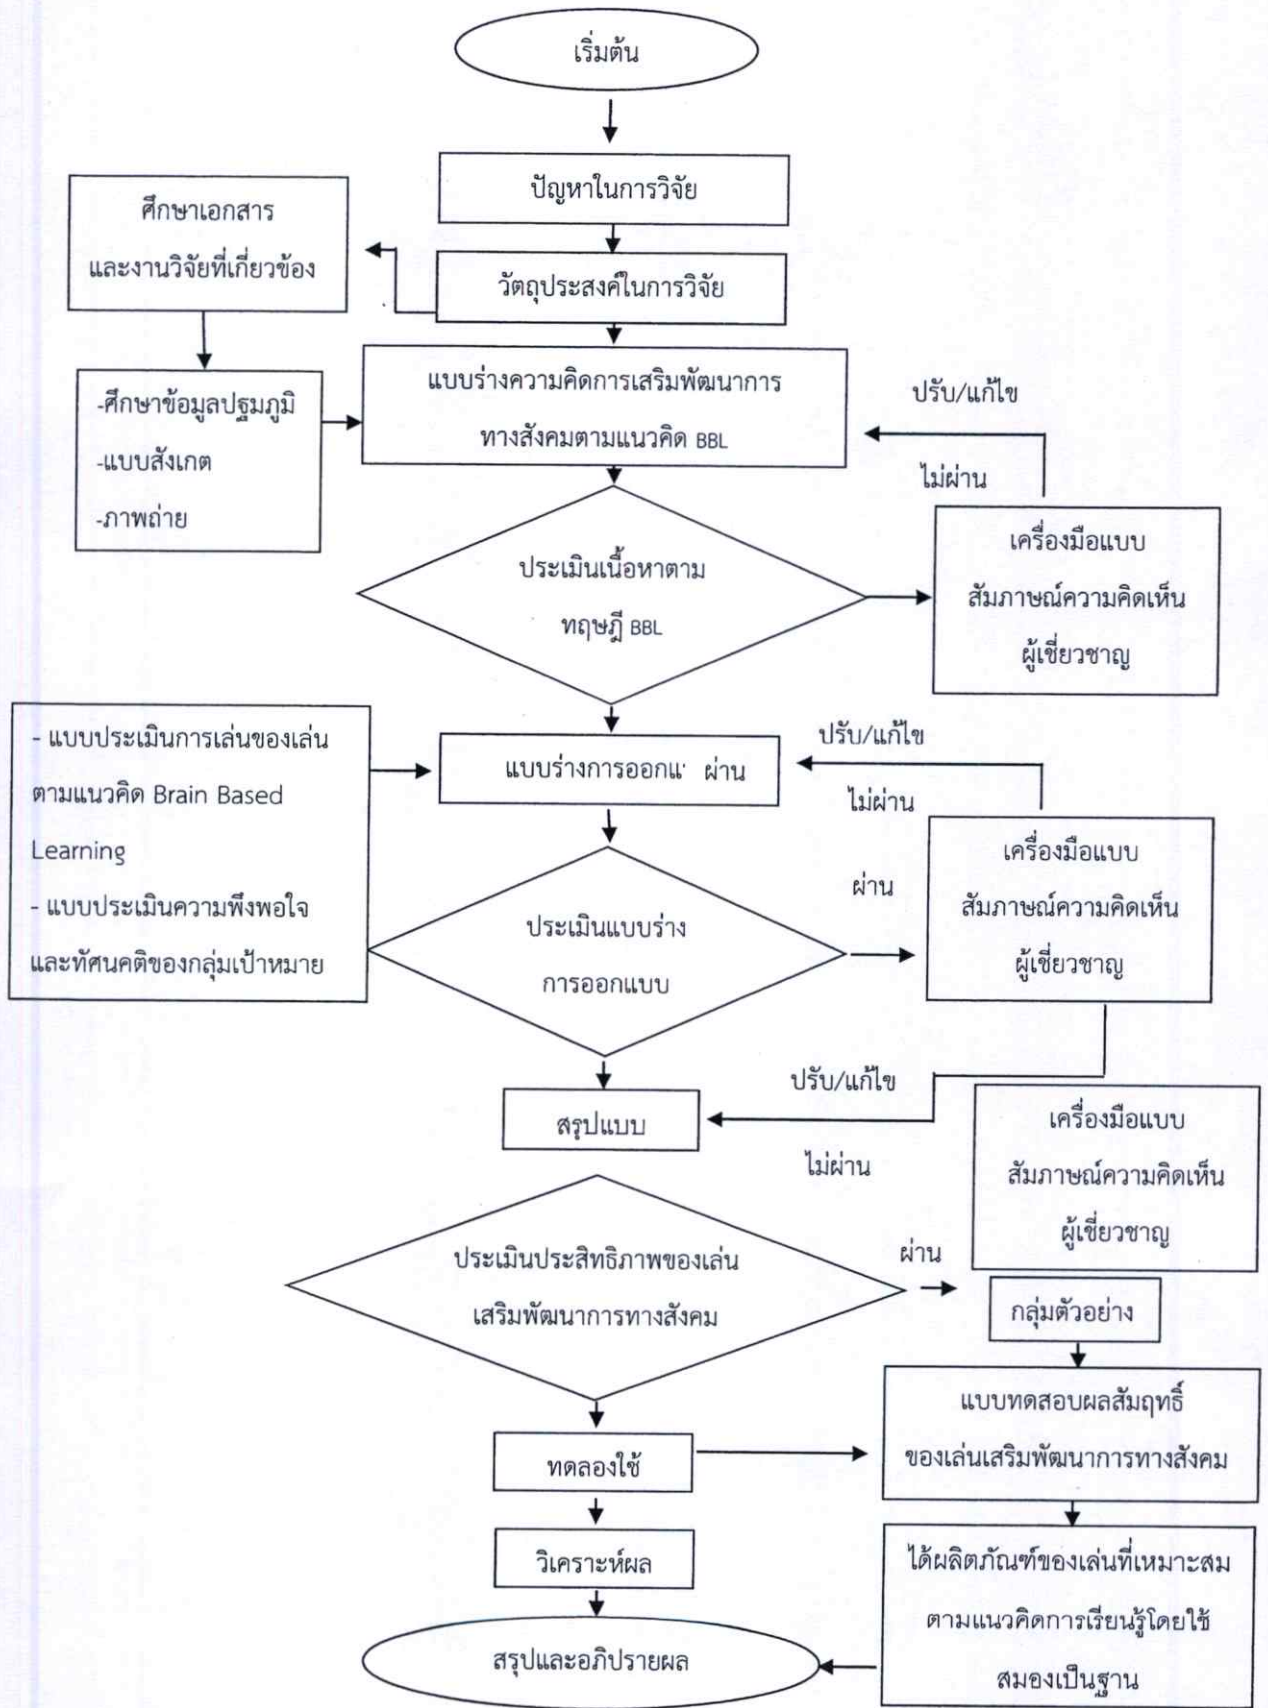 เริ่มต้น
ปัญหาในการวิจัย
ศึกษาเอกสาร
และงานวิจัยที่เกี่ยวข้อง
วัตถุประสงค์ในการวิจัย
แบบร่างความคิดการเสริมพัฒนาการ
ทางสังคมตามแนวคิด BBL
ปรับ/แก้ไข
ไม่ผ่าน
-ศึกษาข้อมูลปฐมภูมิ
-แบบสังเกต
-ภาพถ่าย
ประเมินเนื้อหาตาม
ทฤษฎี BBL
เครื่องมือแบบ
สัมภาษณ์ความคิดเห็น
ผู้เชี่ยวชาญ
- แบบประเมินการเล่นของเล่น
ตามแนวคิด Brain Based
Learning
- แบบประเมินความพึงพอใจ
และทัศนคติของกลุ่มเป้าหมาย
แบบร่างการออกแ ผ่าน
ปรับ/แก้ไข
ไม่ผ่าน
ประเมินแบบร่าง
การออกแบบ
ผ่าน
เครื่องมือแบบ
สัมภาษณ์ความคิดเห็น
ผู้เชี่ยวชาญ
สรุปแบบ
ปรับ/แก้ไข
ไม่ผ่าน
เครื่องมือแบบ
สัมภาษณ์ความคิดเห็น
ผู้เชี่ยวชาญ
ประเมินประสิทธิภาพของเล่น
เสริมพัฒนาการทางสังคม
ผ่าน
กลุ่มตัวอย่าง
แบบทดสอบผลสัมฤทธิ์
ของเล่นเสริมพัฒนาการทางสังคม
ทดลองใช้
วิเคราะห์ผล
ได้ผลิตภัณฑ์ของเล่นที่เหมาะสม
ตามแนวคิดการเรียนรู้โดยใช้
สมองเป็นฐาน
สรุปและอภิปรายผล